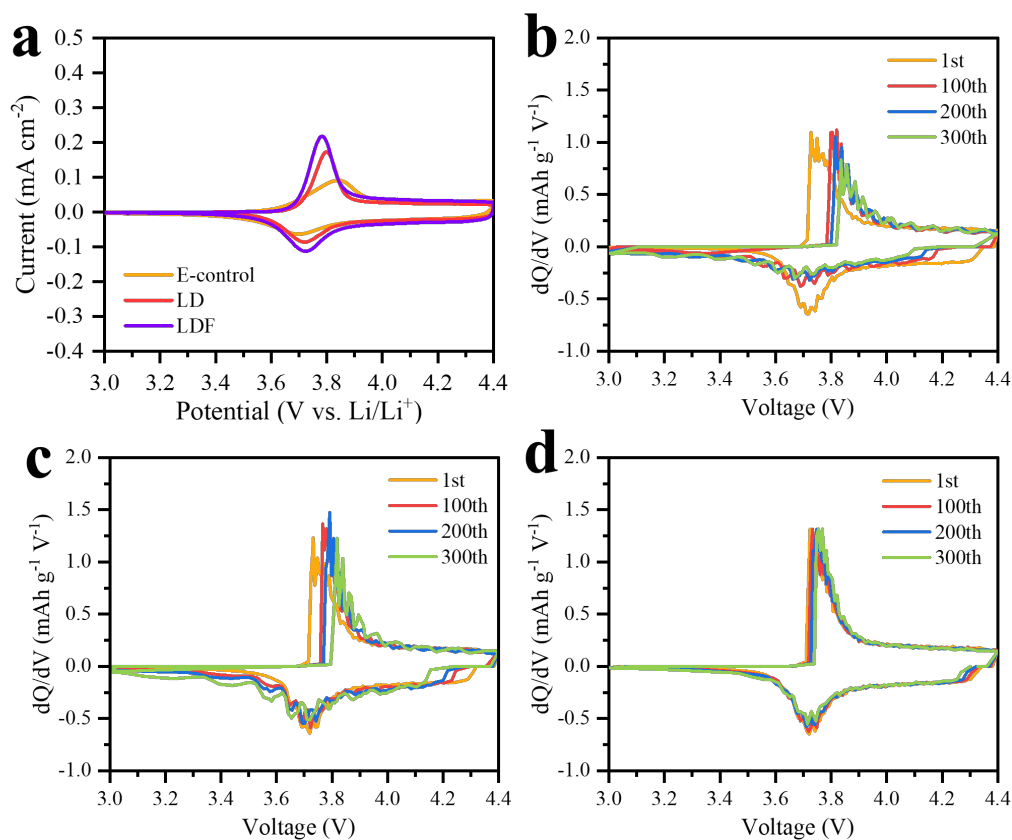 a
0.5
0.4
0.3
0.2
0.1
0.0
-0.1
-0.2
-0.3
-0.4
Current (mA cm⁻²)
E-control
LD
LDF
3.0 3.2 3.4 3.6 3.8 4.0 4.2 4.4
Potential (V vs. Li/Li⁺)
b
2.0
1.5
1.0
0.5
0.0
-0.5
-1.0
dQ/dV (mAh g⁻¹ V⁻¹)
1st
100th
200th
300th
3.0 3.2 3.4 3.6 3.8 4.0 4.2 4.4
Voltage (V)
c
2.0
1.5
1.0
0.5
0.0
-0.5
-1.0
dQ/dV (mAh g⁻¹ V⁻¹)
1st
100th
200th
300th
3.0 3.2 3.4 3.6 3.8 4.0 4.2 4.4
Voltage (V)
d
2.0
1.5
1.0
0.5
0.0
-0.5
-1.0
dQ/dV (mAh g⁻¹ V⁻¹)
1st
100th
200th
300th
3.0 3.2 3.4 3.6 3.8 4.0 4.2 4.4
Voltage (V)